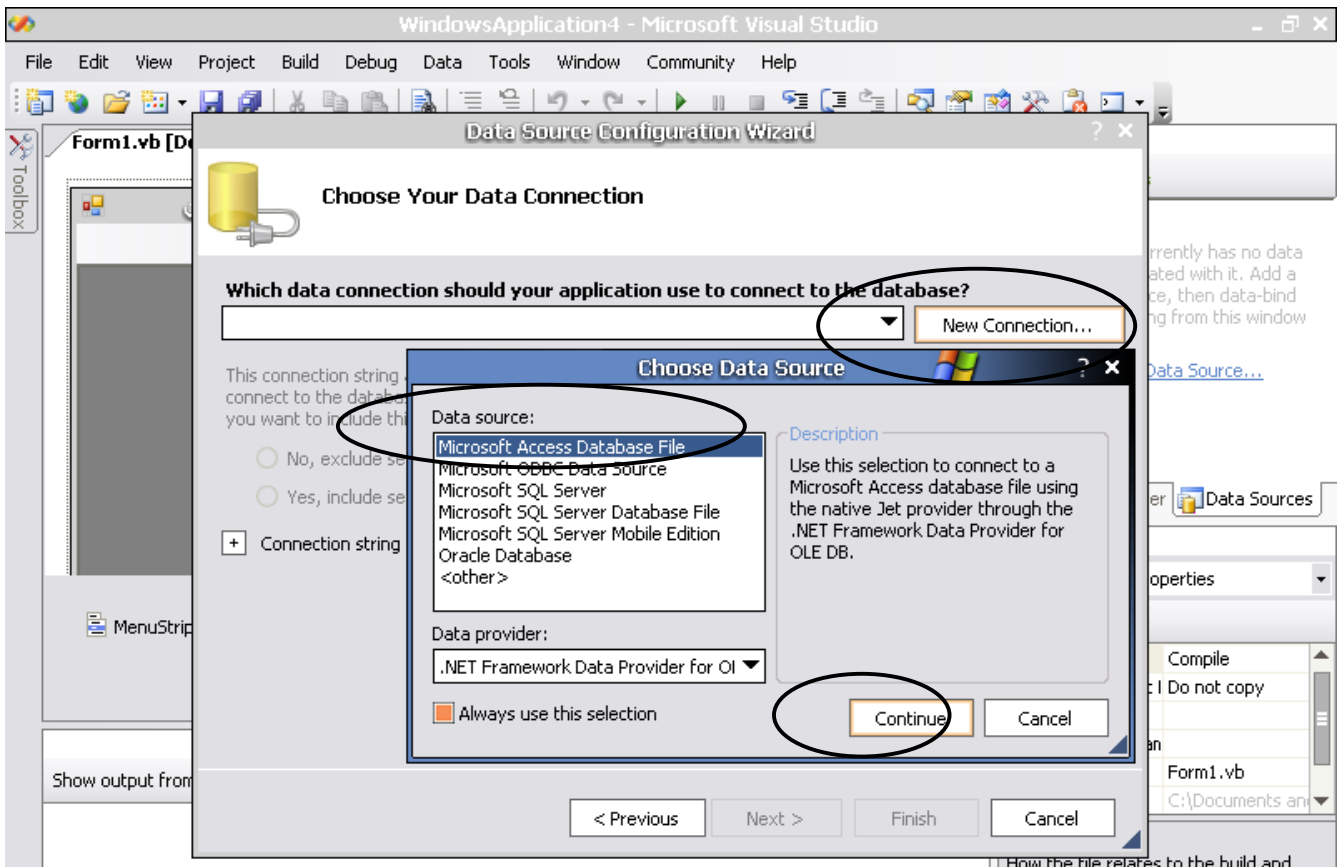 WindowsApplication4 - Microsoft Visual Studio
File Edit View Project Build Debug Data Tools Window Community Help
Form1.vb [De
Toolbox
Data Source Configuration Wizard
Choose Your Data Connection
Which data connection should your application use to connect to the database?
New Connection...
This connection string
connect to the databa
you want to include thi
No, exclude se
Yes, include se
+ Connection string
Choose Data Source
Data source:
Microsoft Access Database File
Microsoft ODBC Data Source
Microsoft SQL Server
Microsoft SQL Server Database File
Microsoft SQL Server Mobile Edition
Oracle Database
<other>
Description
Use this selection to connect to a
Microsoft Access database file using
the native Jet provider through the
.NET Framework Data Provider for
OLE DB.
Data provider:
.NET Framework Data Provider for Ol
Always use this selection
Continue Cancel
< Previous Next > Finish Cancel
rrently has no data
ated with it. Add a
ce, then data-bind
ng from this window
Data Source...
er Data Sources
operties
Compile
Do not copy
an
Form1.vb
C:\Documents and
How the file relates to the build and
MenuStrip
Show output from